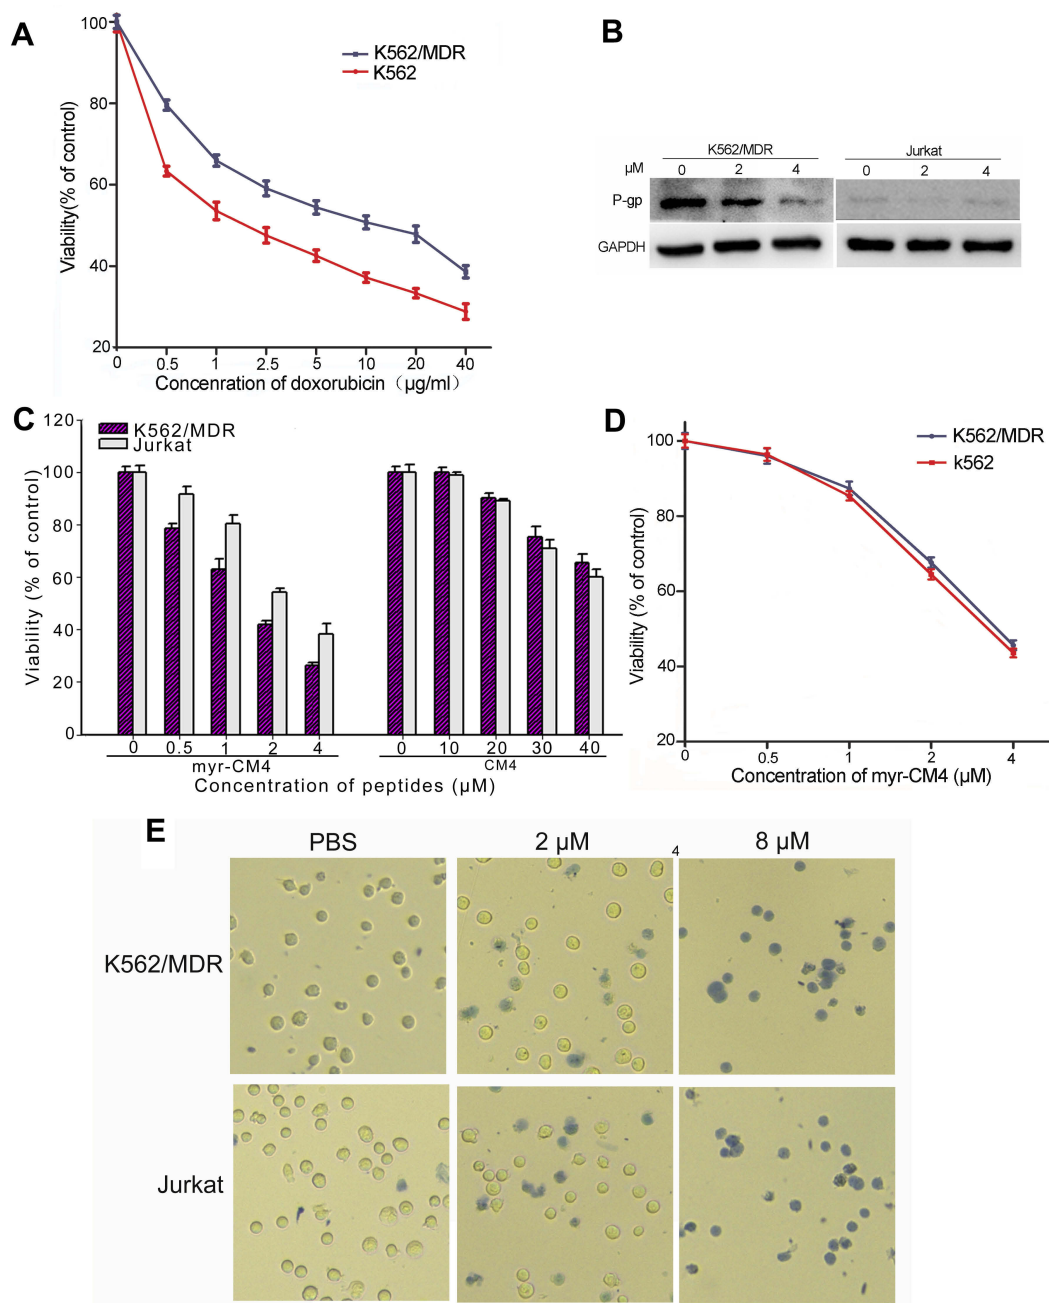 A
100
80
60
40
20
Viability(% of control)
K562/MDR
K562
0 0.5 1 2.5 5 10 20 40
Concenration of doxorubicin （μg/ml）
B
K562/MDR Jurkat
μM 0 2 4 0 2 4
P-gp
GAPDH
C
120
100
80
60
40
20
0
Viability (% of control)
K562/MDR
Jurkat
0 0.5 1 2 4 0 10 20 30 40
myr-CM4 CM4
Concentration of peptides (μM)
D
100
80
60
40
20
Viability (% of control)
K562/MDR
k562
0 0.5 1 2 4
Concentration of myr-CM4 (μM)
E
PBS 2 μM 4 8 μM
K562/MDR
Jurkat